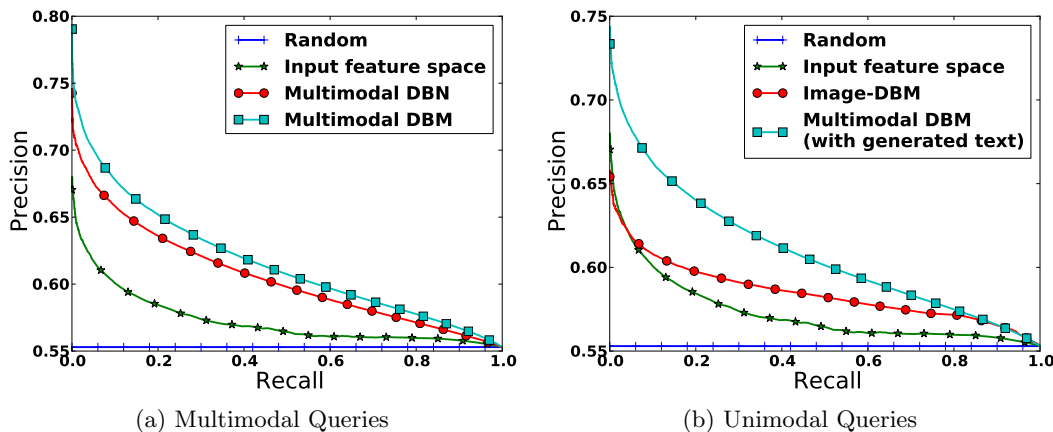 0.80
0.75
0.70
0.65
0.60
0.55
Precision
0.0
0.2
0.4
0.6
0.8
1.0
Recall
Random
Input feature space
Multimodal DBN
Multimodal DBM
(a) Multimodal Queries
0.75
0.70
0.65
0.60
0.55
Precision
0.0
0.2
0.4
0.6
0.8
1.0
Recall
Random
Input feature space
Image-DBM
Multimodal DBM
(with generated text)
(b) Unimodal Queries